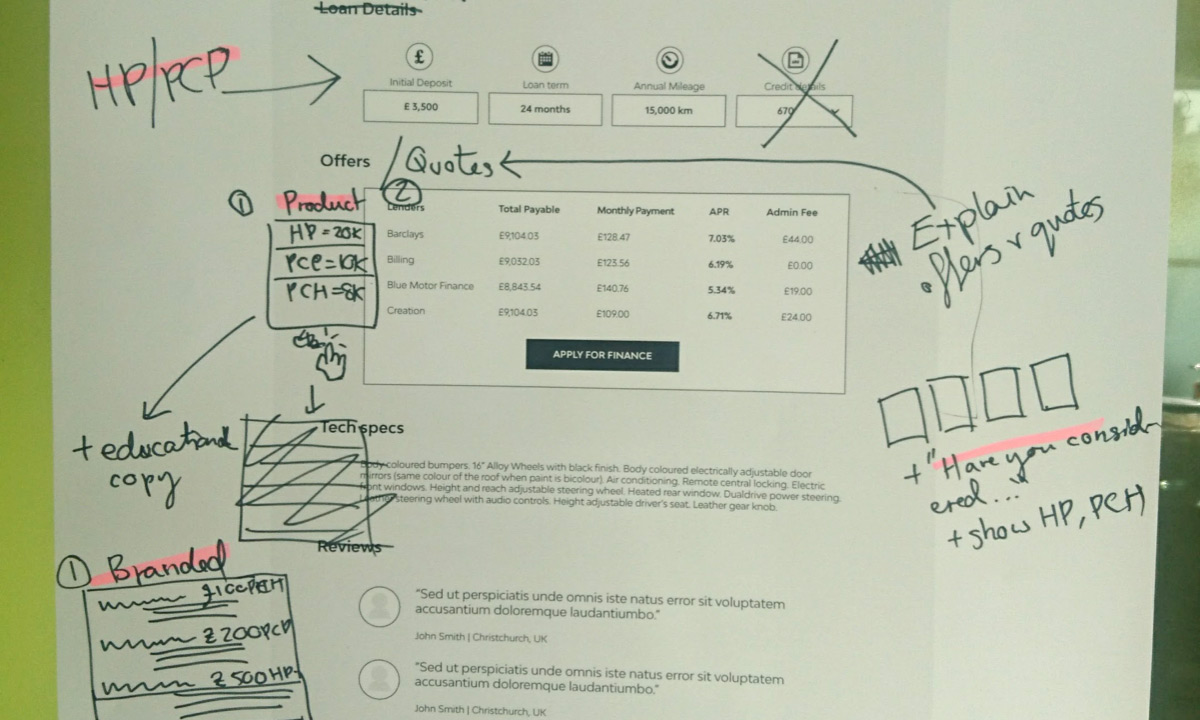 Loan Details
HP/PCP
£
Initial Deposit
Loan term
Annual Mileage
Credit details
£ 3,500
24 months
15,000 km
670
Offers
/Quotes
Explain
offers v quotes
1 Product
HP = 20K
PCP = 10K
PCH = 8K
2
Lenders Total Payable Monthly Payment APR Admin Fee
Barclays £9,104.03 £128.47 7.03% £44.00
Billing £9,032.03 £123.56 6.19% £0.00
Blue Motor Finance £8,843.54 £140.76 5.34% £19.00
Creation £9,104.03 £109.00 6.71% £24.00
APPLY FOR FINANCE
+ educational
copy
+ "Have you consid-
ered..."
+ show HP, PCH
Tech specs
Body-coloured bumpers. 16" Alloy Wheels with black finish. Body coloured electrically adjustable door
mirrors (same colour of the roof when paint is bicolour). Air conditioning. Remote central locking. Electric
front windows. Height and reach adjustable steering wheel. Heated rear window. Dualdrive power steering.
Leather steering wheel with audio controls. Height adjustable driver's seat. Leather gear knob.
Reviews
1 Branded
PCH
£200 PCP
£500 HP
"Sed ut perspiciatis unde omnis iste natus error sit voluptatem
accusantium doloremque laudantiumbo."
John Smith | Christchurch, UK
"Sed ut perspiciatis unde omnis iste natus error sit voluptatem
accusantium doloremque laudantiumbo."
John Smith | Christchurch, UK